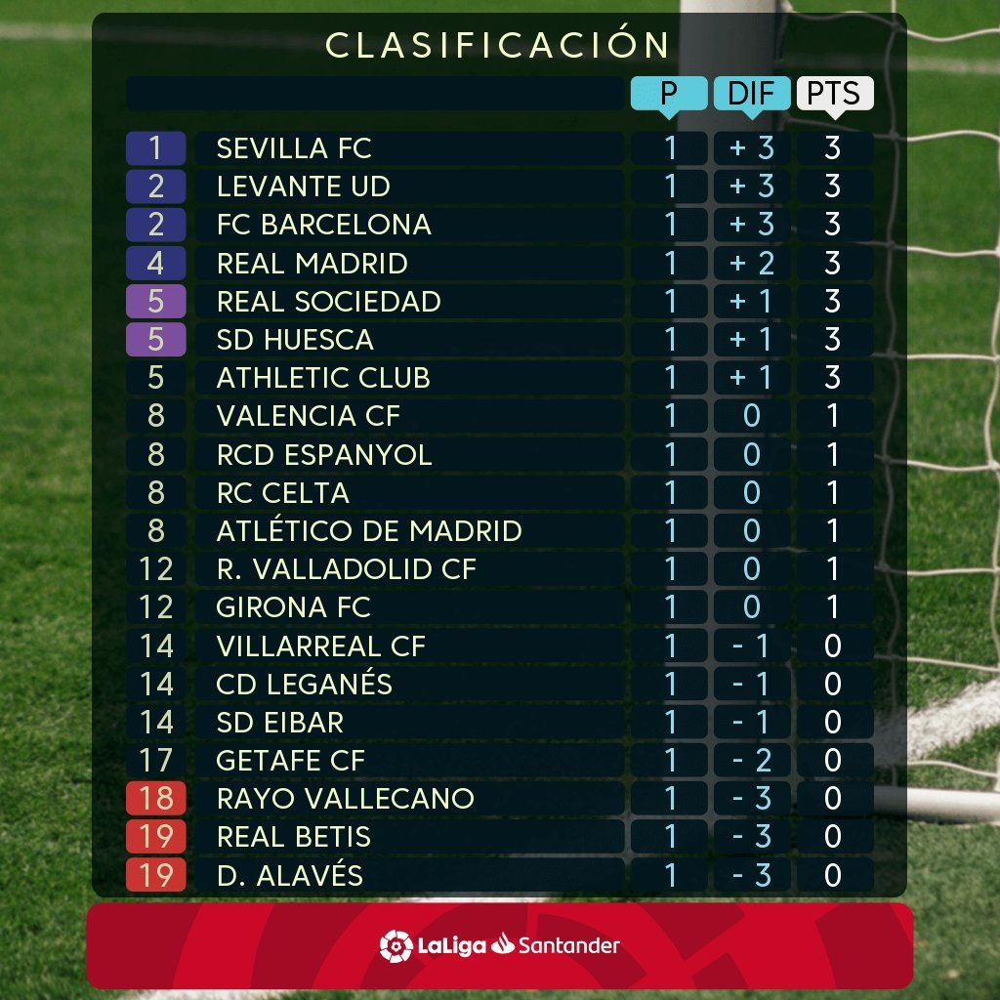 CLASIFICACIÓN
P DIF PTS
1 SEVILLA FC 1 + 3 3
2 LEVANTE UD 1 + 3 3
2 FC BARCELONA 1 + 3 3
4 REAL MADRID 1 + 2 3
5 REAL SOCIEDAD 1 + 1 3
5 SD HUESCA 1 + 1 3
5 ATHLETIC CLUB 1 + 1 3
8 VALENCIA CF 1 0 1
8 RCD ESPANYOL 1 0 1
8 RC CELTA 1 0 1
8 ATLÉTICO DE MADRID 1 0 1
12 R. VALLADOLID CF 1 0 1
12 GIRONA FC 1 0 1
14 VILLARREAL CF 1 - 1 0
14 CD LEGANÉS 1 - 1 0
14 SD EIBAR 1 - 1 0
17 GETAFE CF 1 - 2 0
18 RAYO VALLECANO 1 - 3 0
19 REAL BETIS 1 - 3 0
19 D. ALAVÉS 1 - 3 0
LaLiga Santander